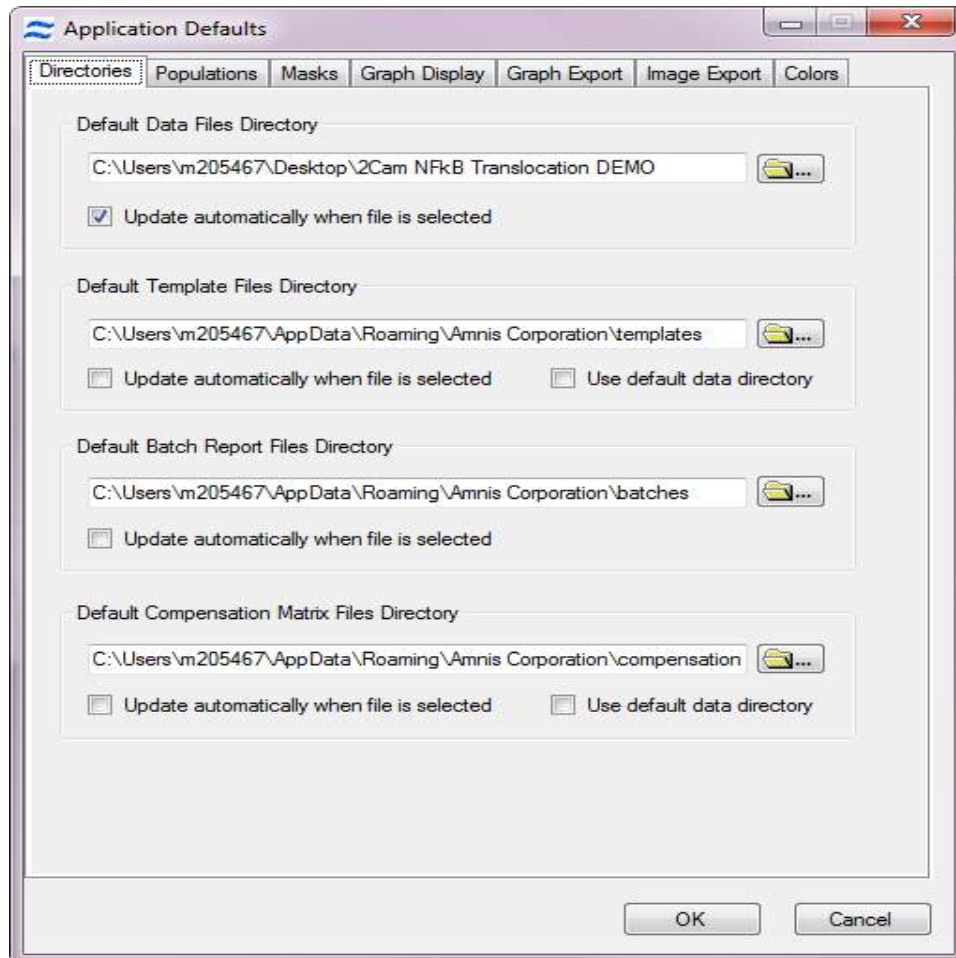 Application Defaults
Directories Populations Masks Graph Display Graph Export Image Export Colors
Default Data Files Directory
C:\Users\m205467\Desktop\2Cam NFkB Translocation DEMO
...
Update automatically when file is selected
Default Template Files Directory
C:\Users\m205467\AppData\Roaming\Amnis Corporation\templates
...
Update automatically when file is selected Use default data directory
Default Batch Report Files Directory
C:\Users\m205467\AppData\Roaming\Amnis Corporation\batches
...
Update automatically when file is selected
Default Compensation Matrix Files Directory
C:\Users\m205467\AppData\Roaming\Amnis Corporation\compensation
...
Update automatically when file is selected Use default data directory
OK Cancel